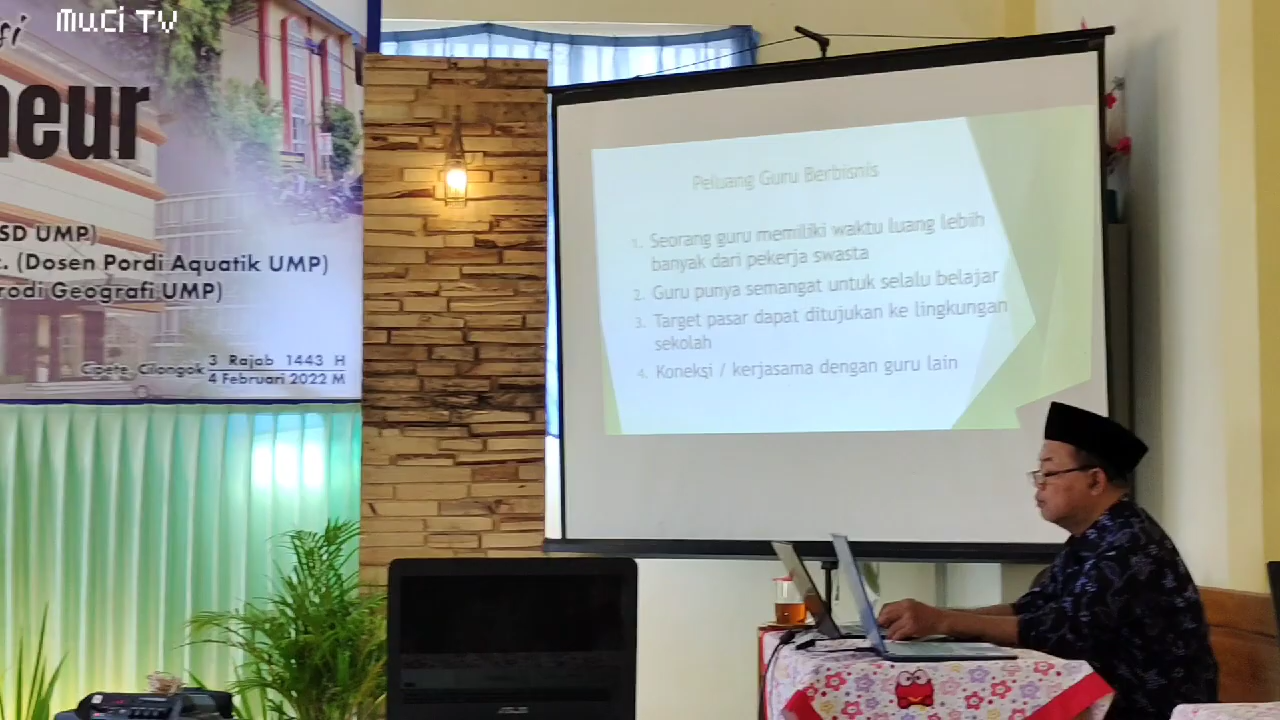 Muci TV
si
neur
SD UMP)
. (Dosen Pordi Aquatik UMP)
rodi Geografi UMP)
Cipete, Cilongok
3 Rajab 1443 H
4 Februari 2022 M
Peluang Guru Berbisnis
1. Seorang guru memiliki waktu luang lebih
banyak dari pekerja swasta
2. Guru punya semangat untuk selalu belajar
3. Target pasar dapat ditujukan ke lingkungan
sekolah
4. Koneksi / kerjasama dengan guru lain
ASUS